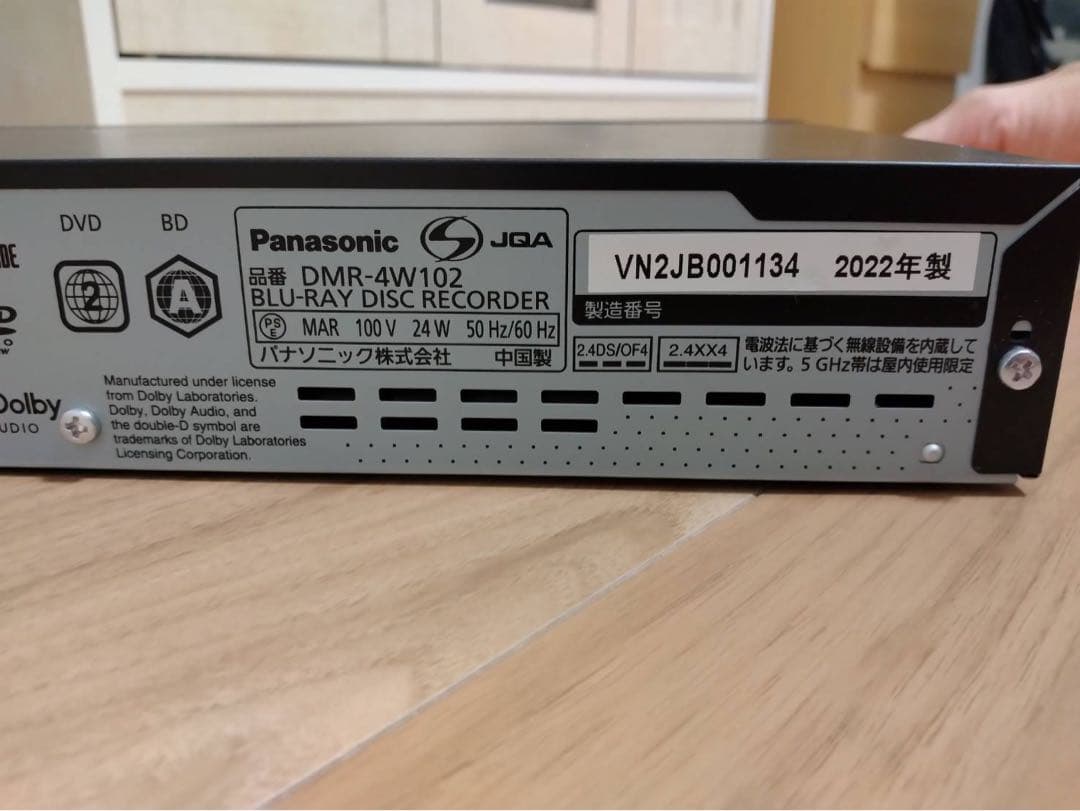 DVD
BD
2
A
Panasonic
JQA
品番 DMR-4W102
BLU-RAY DISC RECORDER
PSE MAR 100 V 24 W 50 Hz/60 Hz
パナソニック株式会社 中国製
VN2JB001134 2022年製
製造番号
2.4DS/OF4
2.4XX4
電波法に基づく無線設備を内蔵して
います。5 GHz帯は屋内使用限定
Dolby
AUDIO
Manufactured under license
from Dolby Laboratories.
Dolby, Dolby Audio, and
the double-D symbol are
trademarks of Dolby Laboratories
Licensing Corporation.